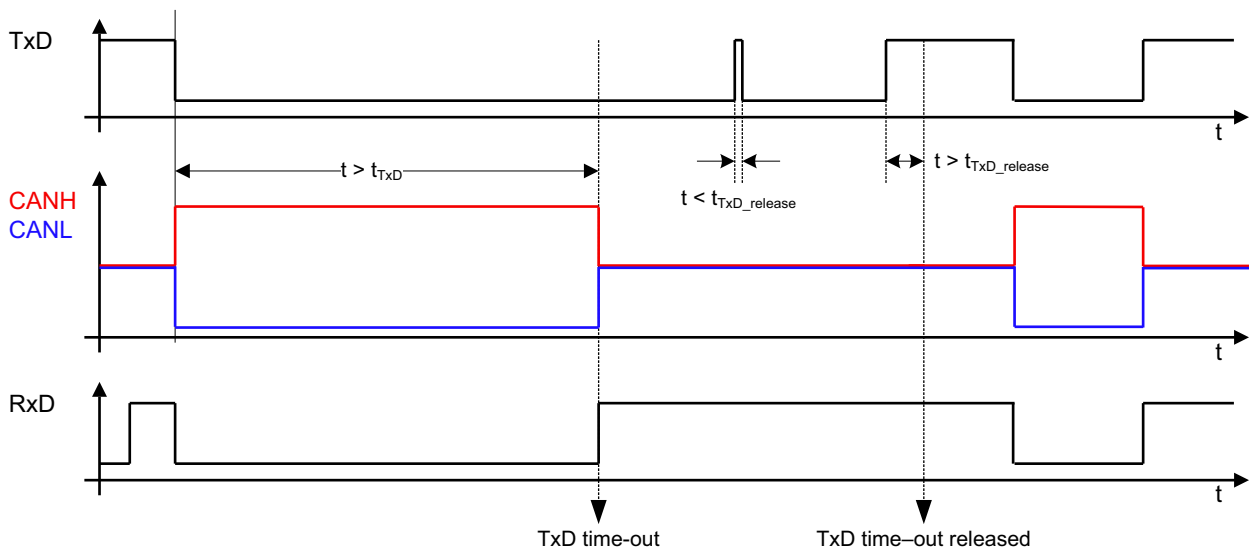 TxD
t
t > tTxD
t < tTxD_release
t > tTxD_release
CANH
CANL
t
RxD
t
TxD time-out
TxD time–out released